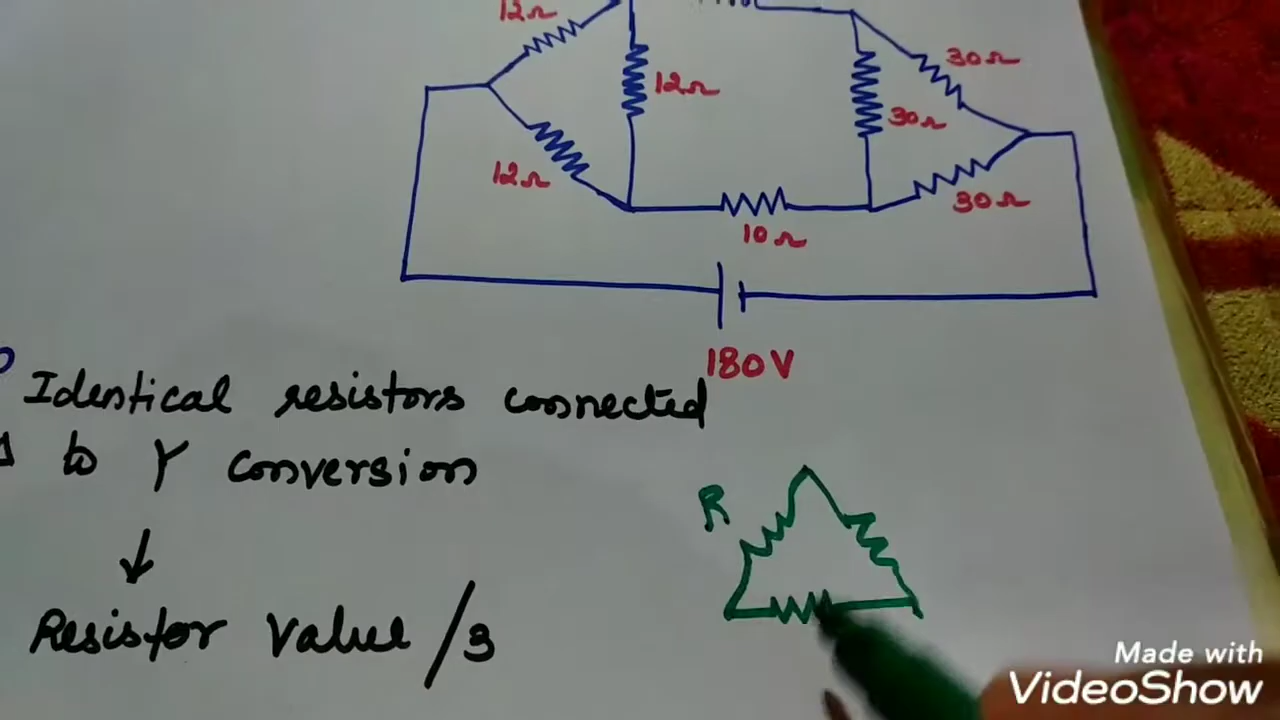 12Ω
30Ω
12Ω
30Ω
12Ω
30Ω
10Ω
180V
Identical resistors connected
to Y conversion
R
Resistor Value /3
Made with
VideoShow